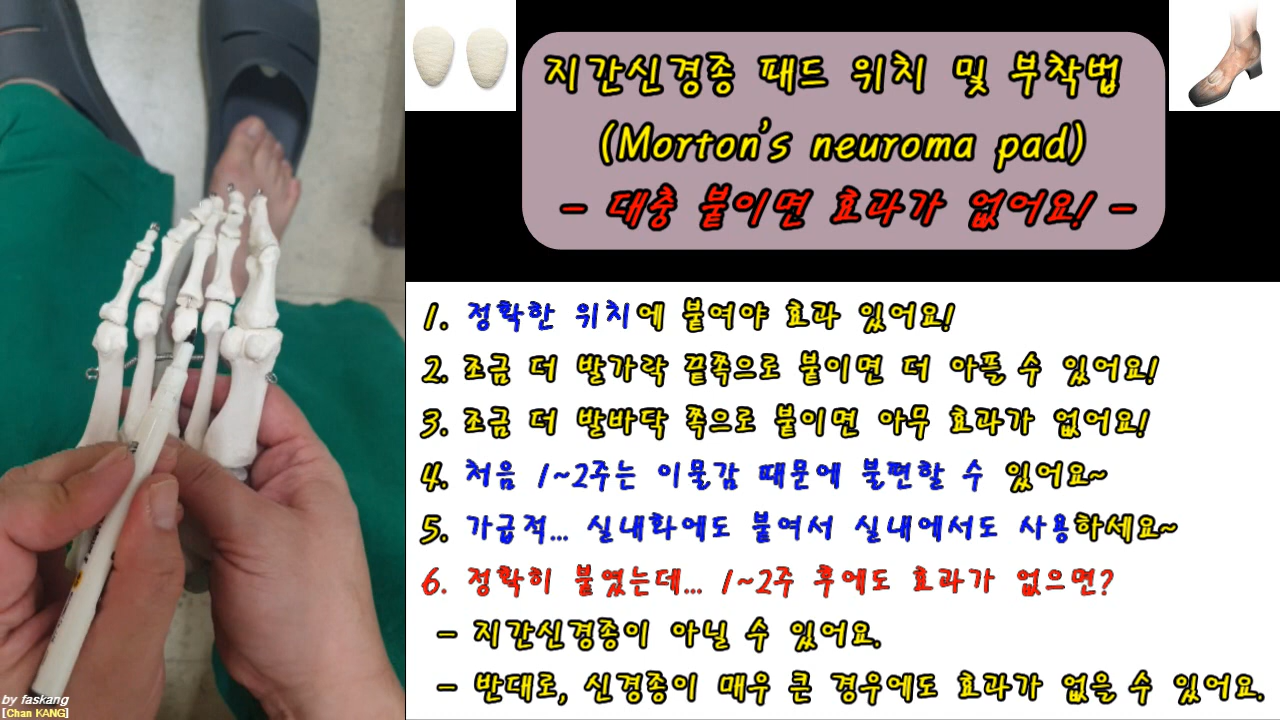 지간신경종 패드 위치 및 부착법
(Morton's neuroma pad)
- 대충 붙이면 효과가 없어요! -
1. 정확한 위치에 붙여야 효과 있어요!
2. 조금 더 발가락 끝쪽으로 붙이면 더 아플 수 있어요!
3. 조금 더 발바닥 쪽으로 붙이면 아무 효과가 없어요!
4. 처음 1~2주는 이물감 때문에 불편할 수 있어요~
5. 가급적... 실내화에도 붙여서 실내에서도 사용하세요~
6. 정확히 붙였는데... 1~2주 후에도 효과가 없으면?
- 지간신경종이 아닐 수 있어요.
- 반대로, 신경종이 매우 큰 경우에도 효과가 없을 수 있어요.
by faskang
[Chan KANG]